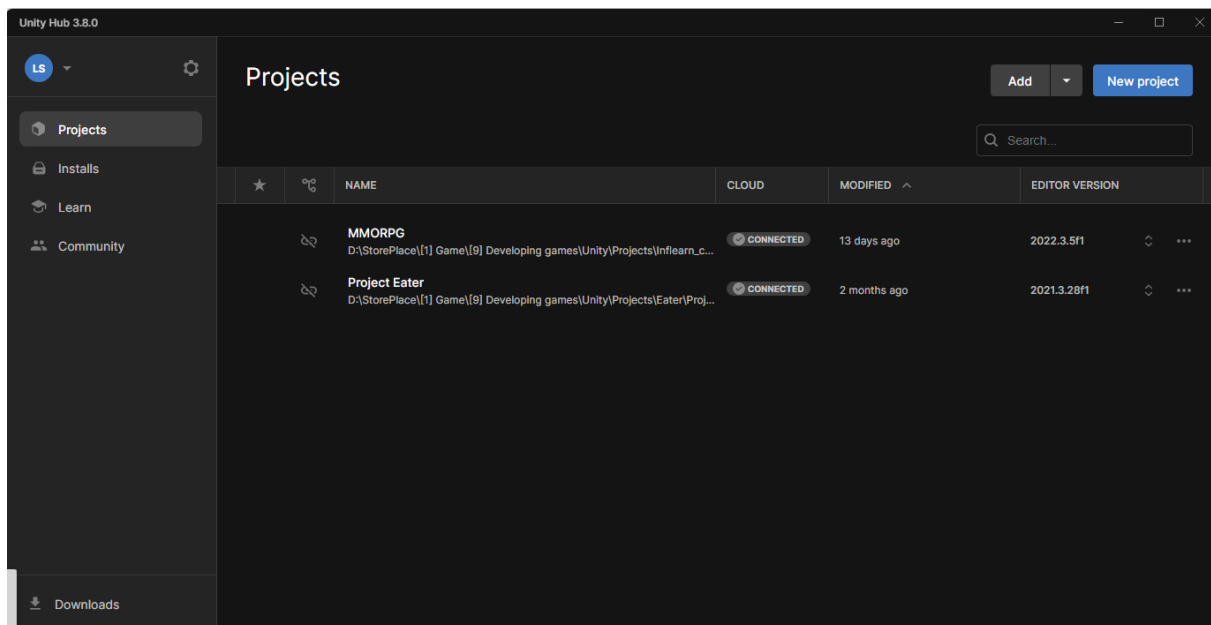 Unity Hub 3.8.0
LS
Projects
Installs
Learn
Community
Downloads
Projects
Add
New project
Search...
NAME CLOUD MODIFIED EDITOR VERSION
MMORPG
D:\StorePlace\[1] Game\[9] Developing games\Unity\Projects\Inflearn_c...
CONNECTED 13 days ago 2022.3.5f1
Project Eater
D:\StorePlace\[1] Game\[9] Developing games\Unity\Projects\Eater\Proj...
CONNECTED 2 months ago 2021.3.28f1